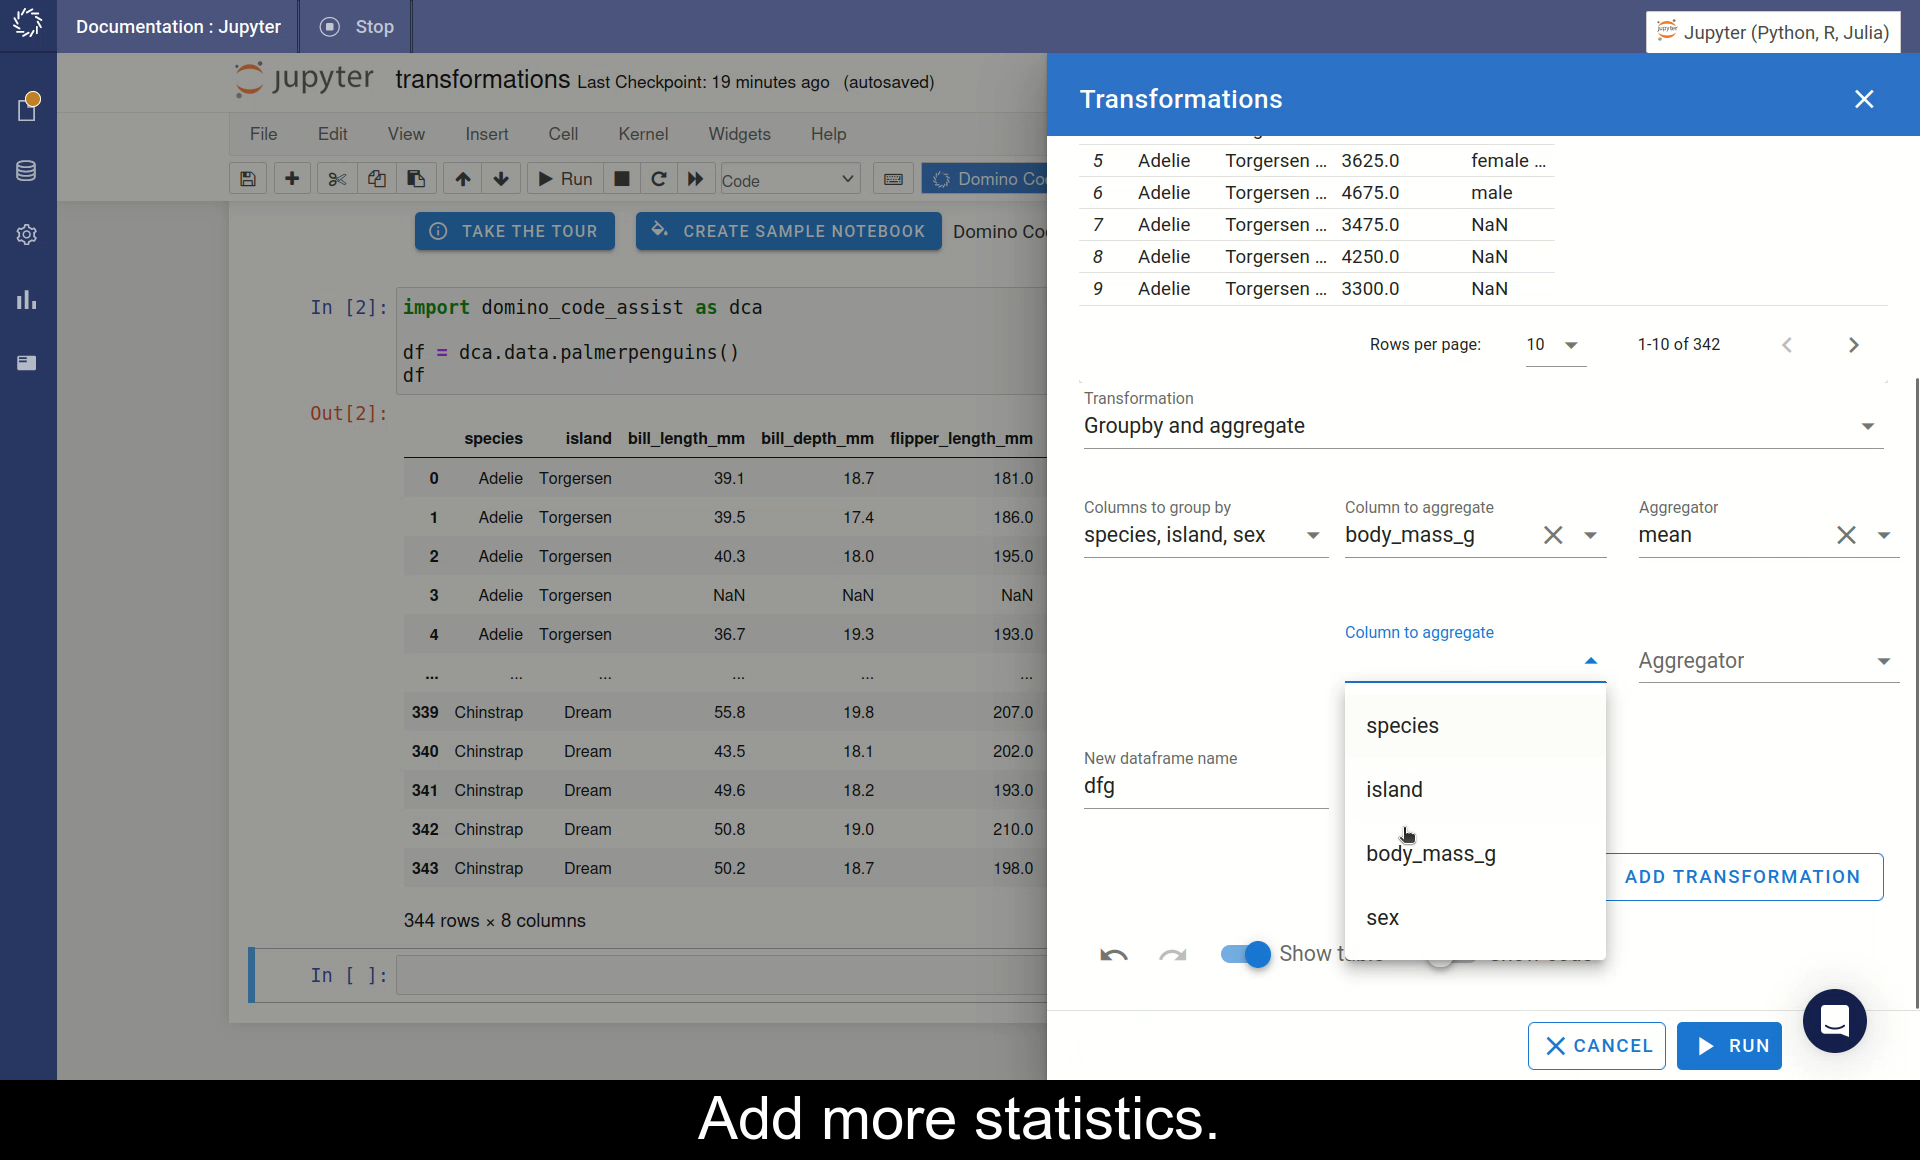 Documentation : Jupyter
Stop
Jupyter (Python, R, Julia)
jupyter transformations Last Checkpoint: 19 minutes ago (autosaved)
File Edit View Insert Cell Kernel Widgets Help
Run Code
TAKE THE TOUR CREATE SAMPLE NOTEBOOK Domino
In [2]: import domino_code_assist as dca
df = dca.data.palmerpenguins()
df
Out[2]:
species island bill_length_mm bill_depth_mm flipper_length_mm
0 Adelie Torgersen 39.1 18.7 181.0
1 Adelie Torgersen 39.5 17.4 186.0
2 Adelie Torgersen 40.3 18.0 195.0
3 Adelie Torgersen NaN NaN NaN
4 Adelie Torgersen 36.7 19.3 193.0
... ... ... ... ... ...
339 Chinstrap Dream 55.8 19.8 207.0
340 Chinstrap Dream 43.5 18.1 202.0
341 Chinstrap Dream 49.6 18.2 193.0
342 Chinstrap Dream 50.8 19.0 210.0
343 Chinstrap Dream 50.2 18.7 198.0
344 rows × 8 columns
In [ ]:
Transformations
5 Adelie Torgersen ... 3625.0 female ...
6 Adelie Torgersen ... 4675.0 male
7 Adelie Torgersen ... 3475.0 NaN
8 Adelie Torgersen ... 4250.0 NaN
9 Adelie Torgersen ... 3300.0 NaN
Rows per page: 10 1-10 of 342
Transformation
Groupby and aggregate
Columns to group by Column to aggregate Aggregator
species, island, sex body_mass_g mean
Column to aggregate
Aggregator
species
island
body_mass_g
sex
New dataframe name
dfg
ADD TRANSFORMATION
Show
CANCEL RUN
Add more statistics.